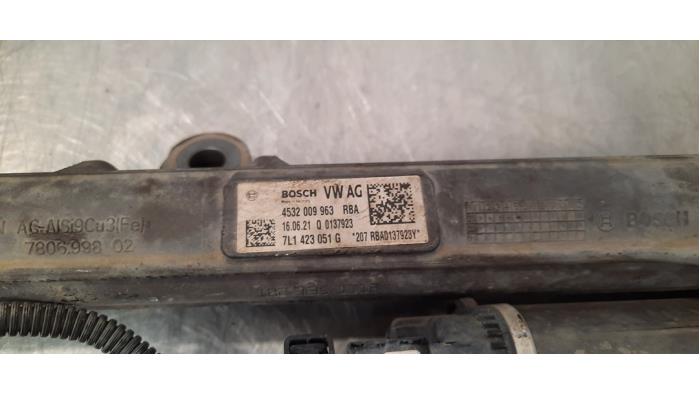 BOSCH VW AG
4532 009 963 RBA
16.06.21 Q 0137923
7L1 423 051 G *207 RBA0137923Y*
AG-AlSi9Cu3(Fe)
7806.998 02
BOSCH